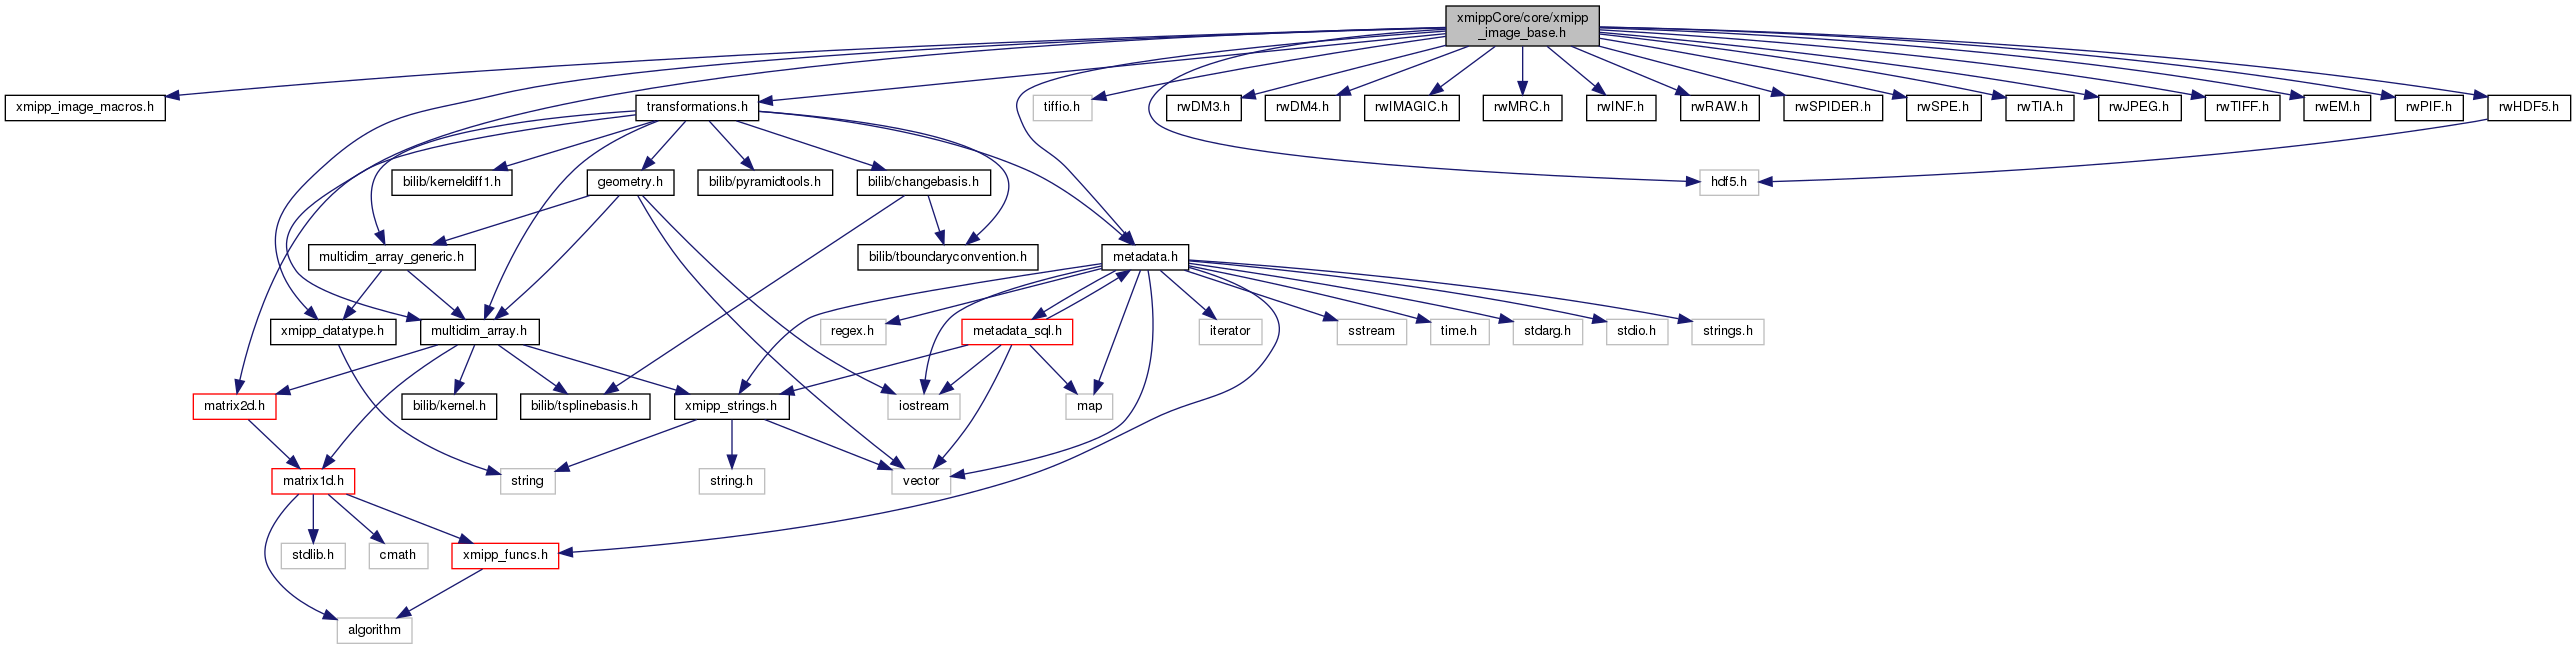 xmippCore/core/xmipp
_image_base.h
xmipp_image_macros.h
transformations.h
tiffio.h
rwDM3.h
rwDM4.h
rwIMAGIC.h
rwMRC.h
rwINF.h
rwRAW.h
rwSPIDER.h
rwSPE.h
rwTIA.h
rwJPEG.h
rwTIFF.h
rwEM.h
rwPIF.h
rwHDF5.h
bilib/kerneldiff1.h
geometry.h
bilib/pyramidtools.h
bilib/changebasis.h
hdf5.h
multidim_array_generic.h
bilib/tboundaryconvention.h
metadata.h
xmipp_datatype.h
multidim_array.h
regex.h
metadata_sql.h
iterator
sstream
time.h
stdarg.h
stdio.h
strings.h
matrix2d.h
bilib/kernel.h
bilib/tsplinebasis.h
xmipp_strings.h
iostream
map
matrix1d.h
string
string.h
vector
stdlib.h
cmath
xmipp_funcs.h
algorithm